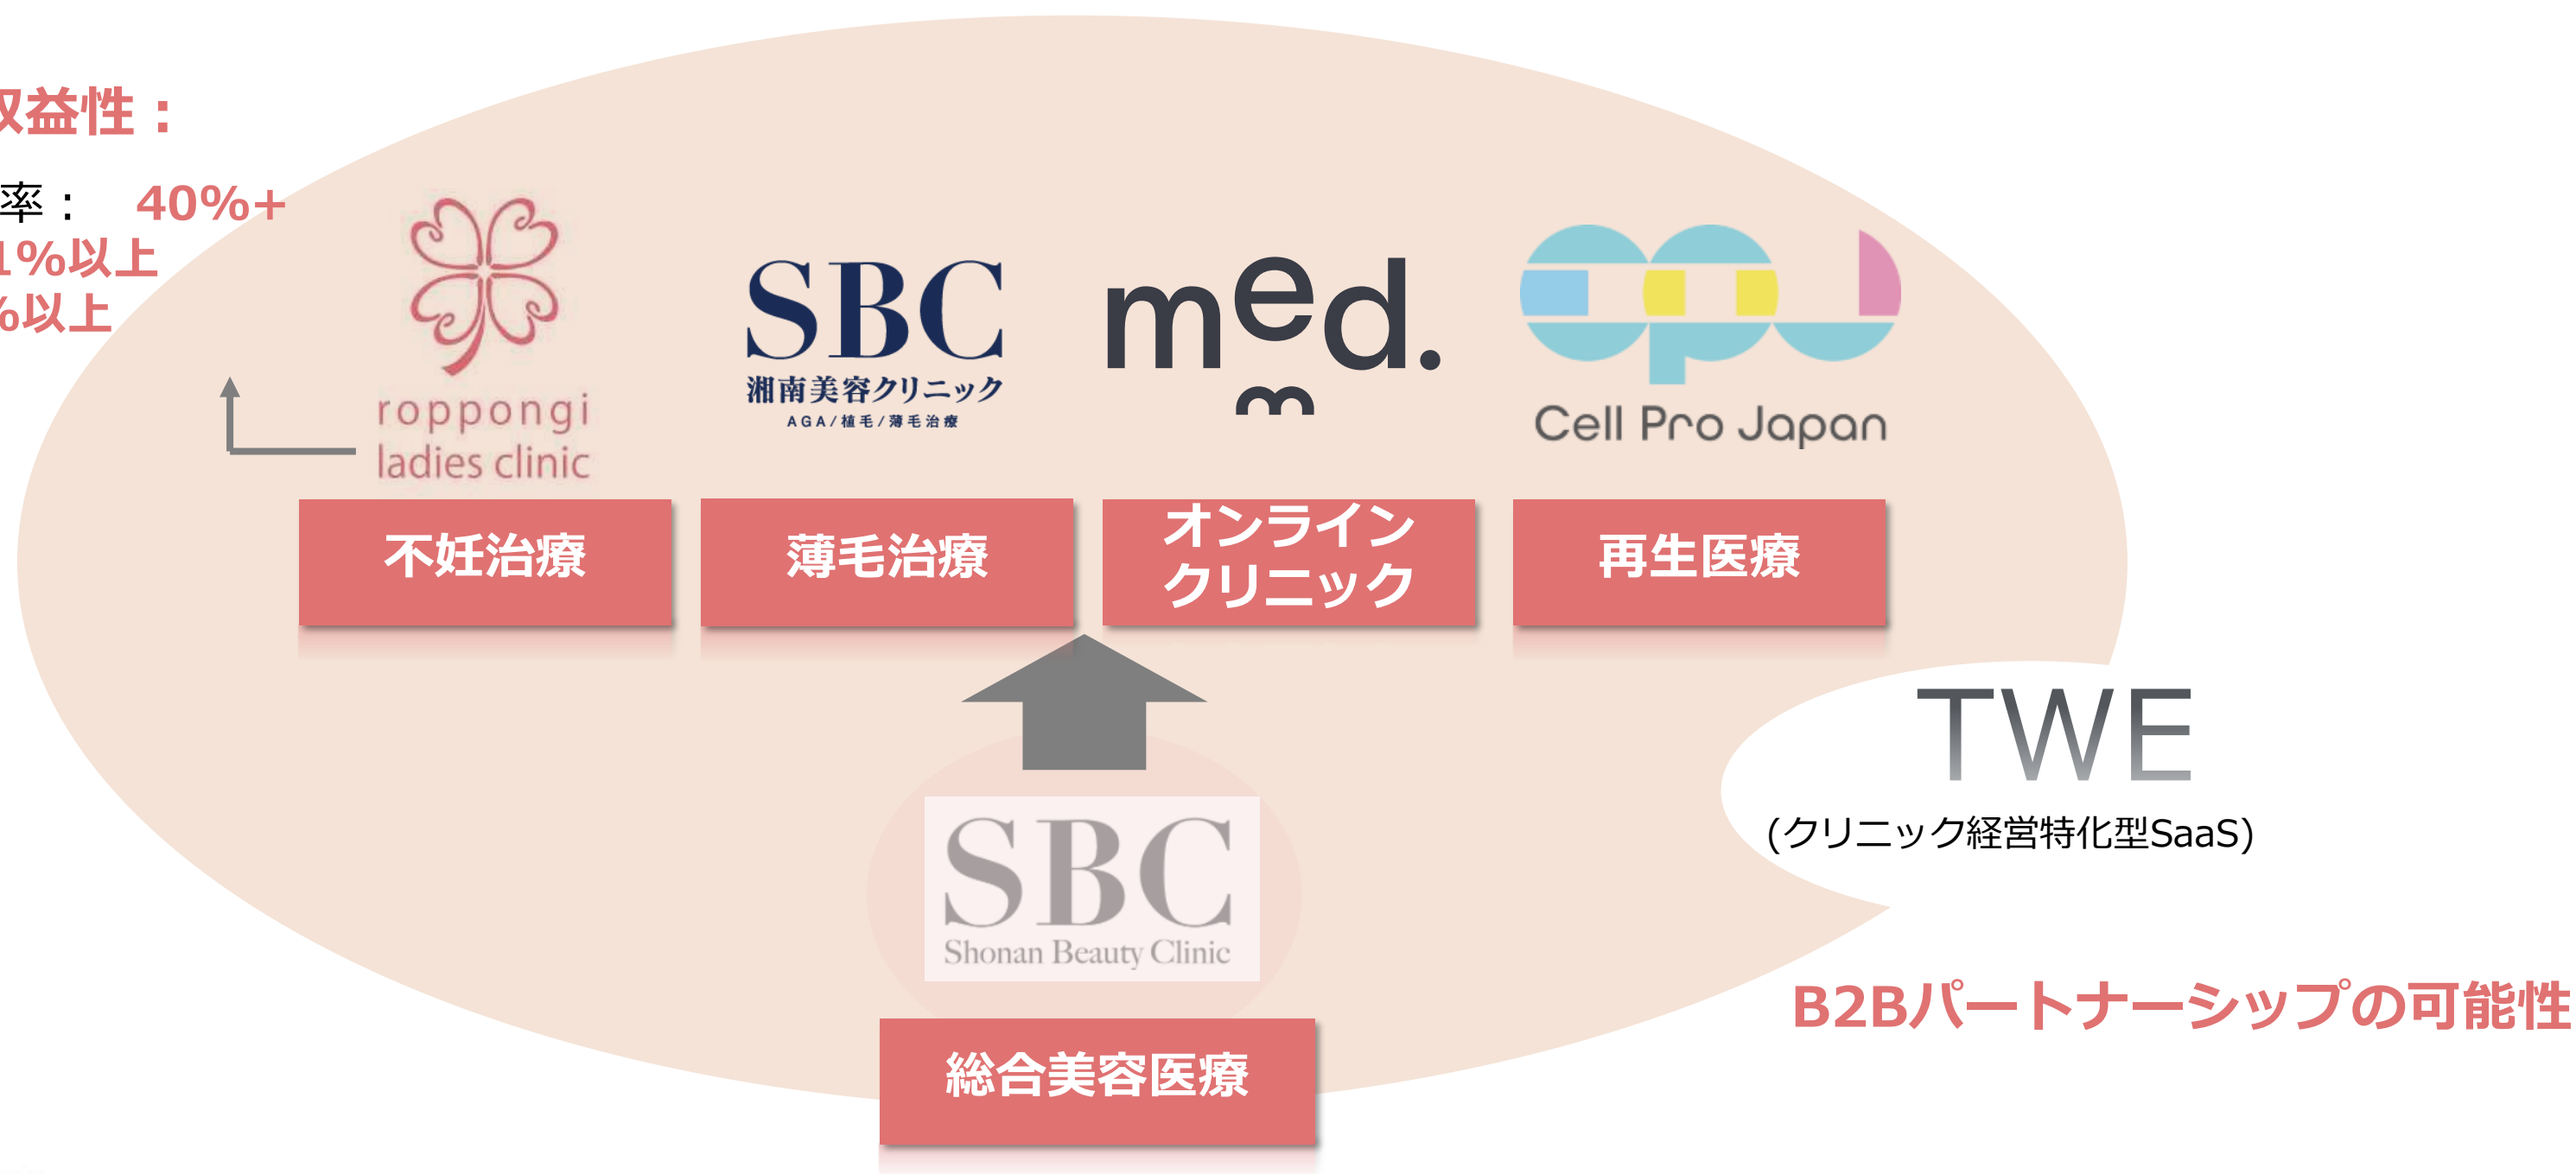 収益性：
率： 40%+
1%以上
%以上
roppongi
ladies clinic
SBC
湘南美容クリニック
AGA/植毛/薄毛治療
med.
cpJ
Cell Pro Japan
不妊治療
薄毛治療
オンライン
クリニック
再生医療
TWE
(クリニック経営特化型SaaS)
SBC
Shonan Beauty Clinic
B2Bパートナーシップの可能性
総合美容医療